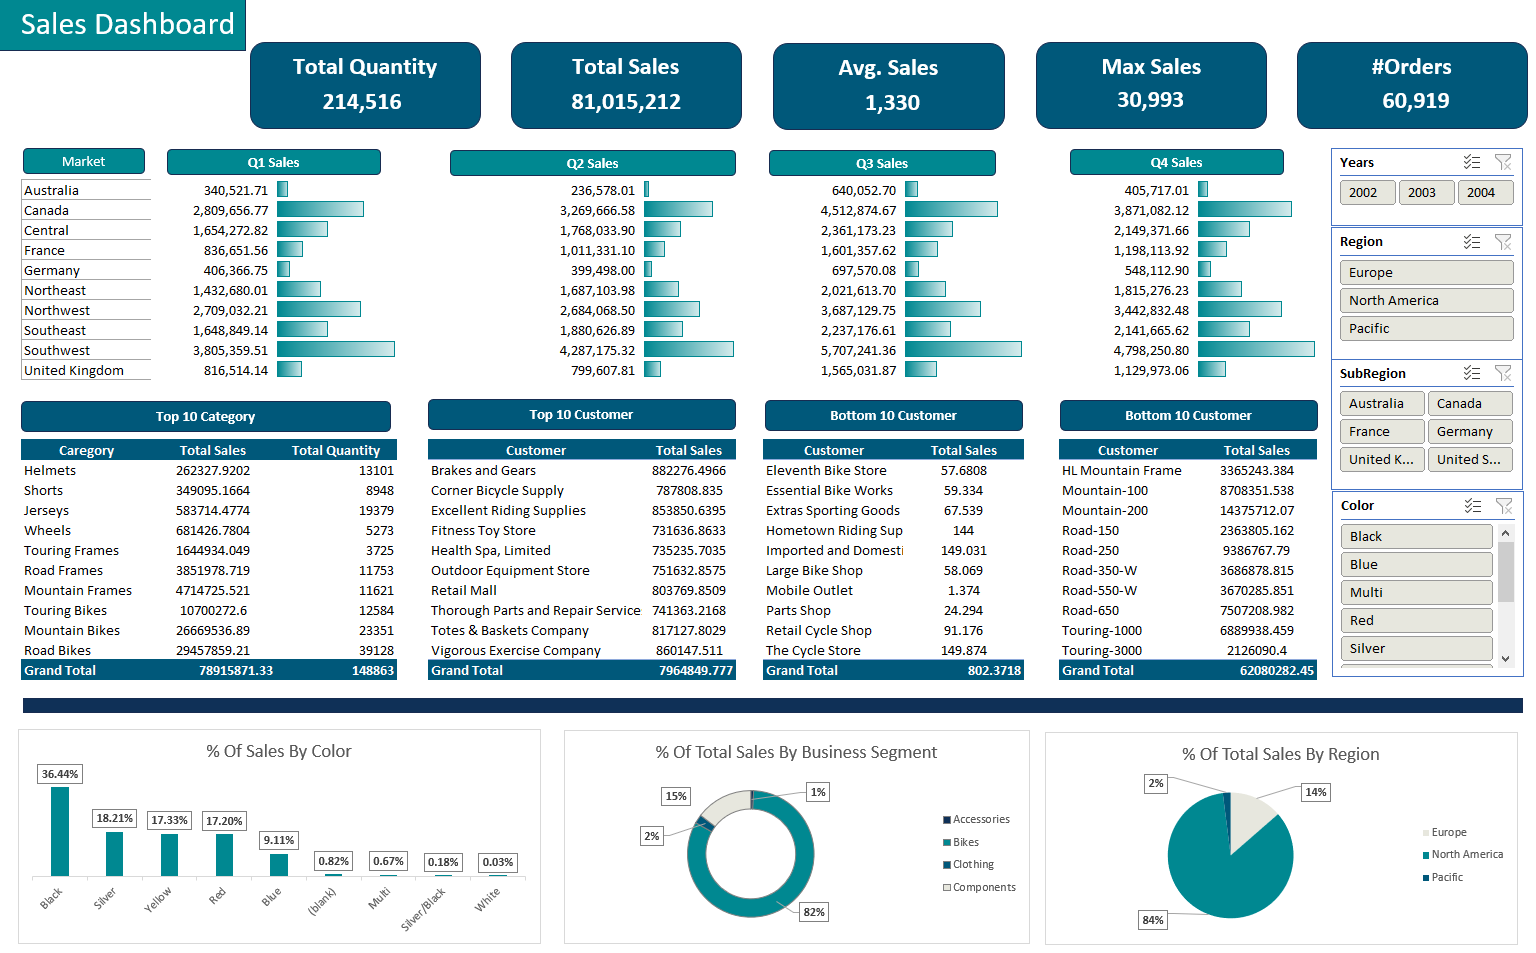 Sales Dashboard
Total Quantity
214,516
Total Sales
81,015,212
Avg. Sales
1,330
Max Sales
30,993
#Orders
60,919
Market Q1 Sales Q2 Sales Q3 Sales Q4 Sales
Australia 340,521.71 236,578.01 640,052.70 405,717.01
Canada 2,809,656.77 3,269,666.58 4,512,874.67 3,871,082.12
Central 1,654,272.82 1,768,033.90 2,361,173.23 2,149,371.66
France 836,651.56 1,011,331.10 1,601,357.62 1,198,113.92
Germany 406,366.75 399,498.00 697,570.08 548,112.90
Northeast 1,432,680.01 1,687,103.98 2,021,613.70 1,815,276.23
Northwest 2,709,032.21 2,684,068.50 3,687,129.75 3,442,832.48
Southeast 1,648,849.14 1,880,626.89 2,237,176.61 2,141,665.62
Southwest 3,805,359.51 4,287,175.32 5,707,241.36 4,798,250.80
United Kingdom 816,514.14 799,607.81 1,565,031.87 1,129,973.06
Years
2002 2003 2004
Region
Europe
North America
Pacific
SubRegion
Australia Canada
France Germany
United K... United S...
Color
Black
Blue
Multi
Red
Silver
Top 10 Category
Caregory Total Sales Total Quantity
Helmets 262327.9202 13101
Shorts 349095.1664 8948
Jerseys 583714.4774 19379
Wheels 681426.7804 5273
Touring Frames 1644934.049 3725
Road Frames 3851978.719 11753
Mountain Frames 4714725.521 11621
Touring Bikes 10700272.6 12584
Mountain Bikes 26669536.89 23351
Road Bikes 29457859.21 39128
Grand Total 78915871.33 148863
Top 10 Customer
Customer Total Sales
Brakes and Gears 882276.4966
Corner Bicycle Supply 787808.835
Excellent Riding Supplies 853850.6395
Fitness Toy Store 731636.8633
Health Spa, Limited 735235.7035
Outdoor Equipment Store 751632.8575
Retail Mall 803769.8509
Thorough Parts and Repair Service 741363.2168
Totes & Baskets Company 817127.8029
Vigorous Exercise Company 860147.511
Grand Total 7964849.777
Bottom 10 Customer
Customer Total Sales
Eleventh Bike Store 57.6808
Essential Bike Works 59.334
Extras Sporting Goods 67.539
Hometown Riding Sup 144
Imported and Domesti 149.031
Large Bike Shop 58.069
Mobile Outlet 1.374
Parts Shop 24.294
Retail Cycle Shop 91.176
The Cycle Store 149.874
Grand Total 802.3718
Bottom 10 Customer
Customer Total Sales
HL Mountain Frame 3365243.384
Mountain-100 8708351.538
Mountain-200 14375712.07
Road-150 2363805.162
Road-250 9386767.79
Road-350-W 3686878.815
Road-550-W 3670285.851
Road-650 7507208.982
Touring-1000 6889938.459
Touring-3000 2126090.4
Grand Total 62080282.45
% Of Sales By Color
36.44% 18.21% 17.33% 17.20% 9.11% 0.82% 0.67% 0.18% 0.03%
Black Silver Yellow Red Blue (blank) Multi Silver/Black White
% Of Total Sales By Business Segment
1%
15%
2%
82%
Accessories
Bikes
Clothing
Components
% Of Total Sales By Region
2%
14%
84%
Europe
North America
Pacific